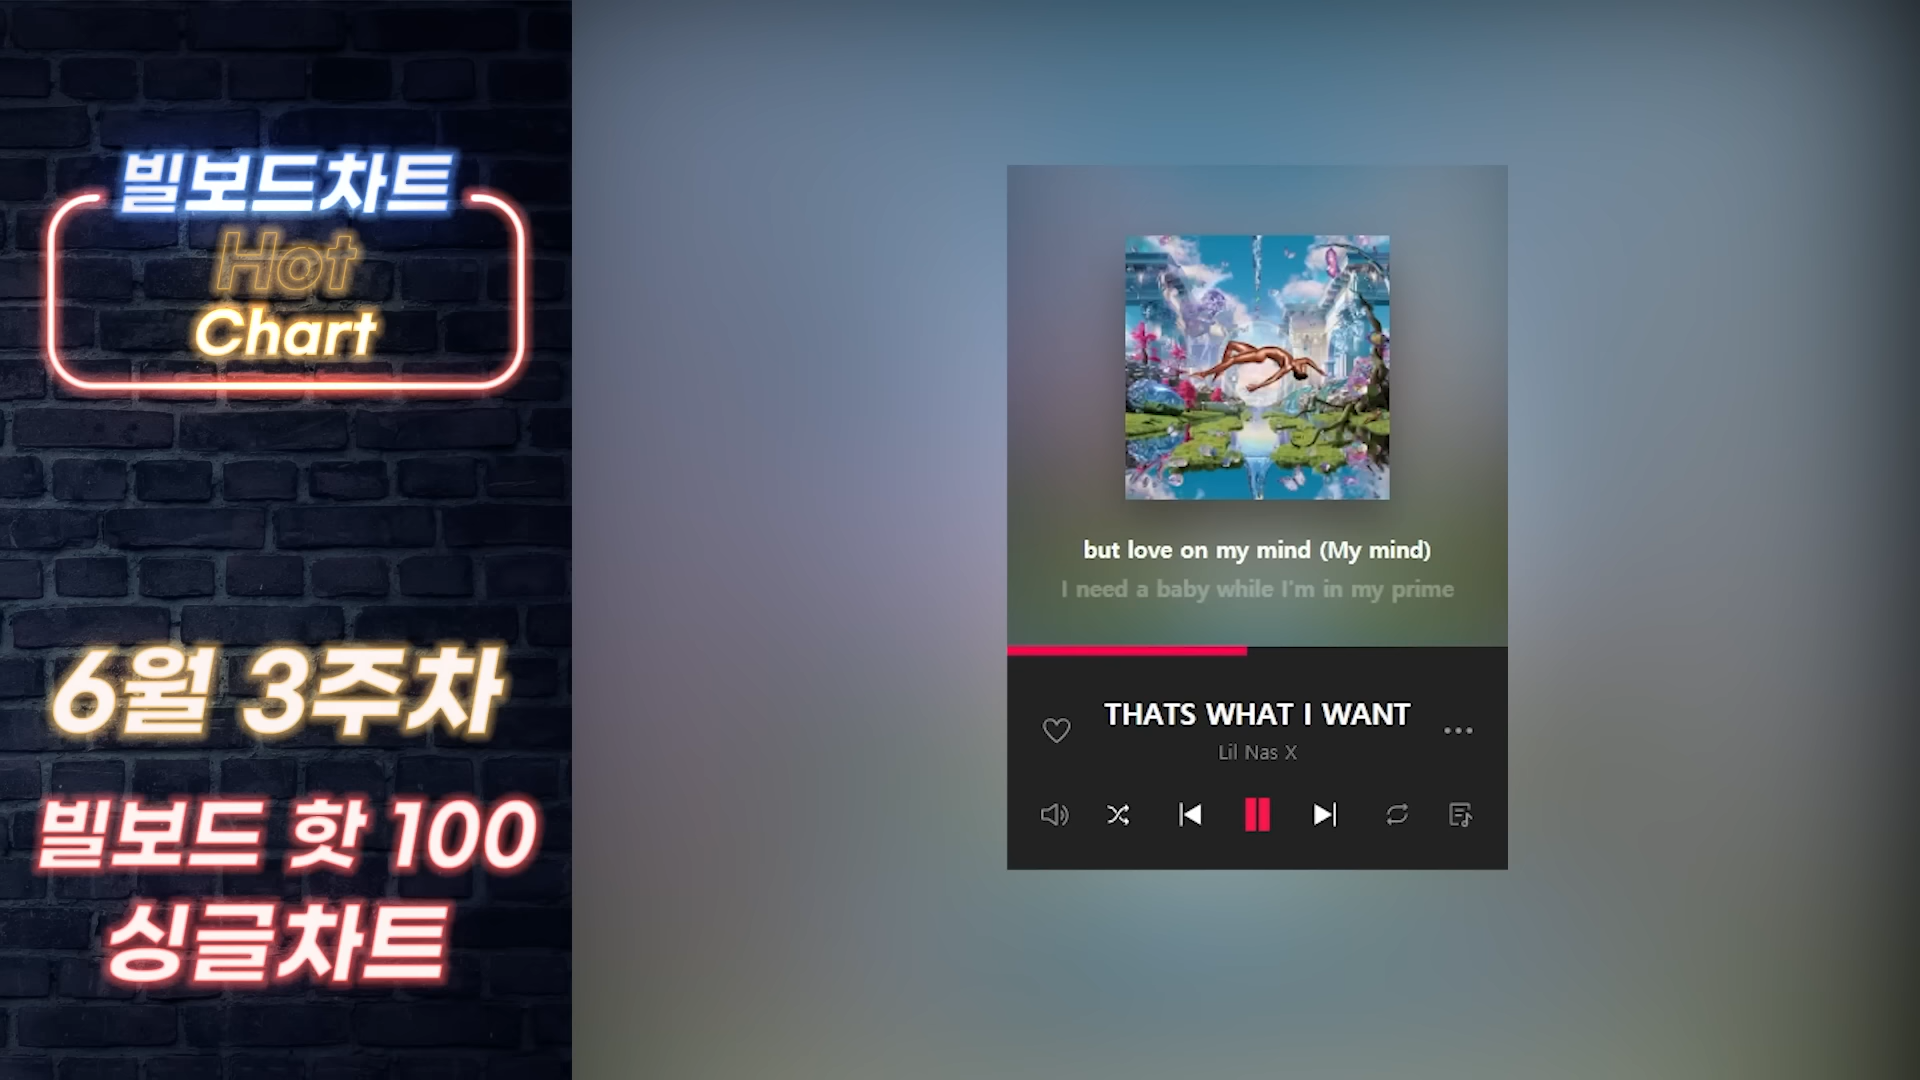 빌보드차트
Hot
Chart
6월 3주차
빌보드 핫 100
싱글차트
but love on my mind (My mind)
I need a baby while I'm in my prime
THATS WHAT I WANT
Lil Nas X